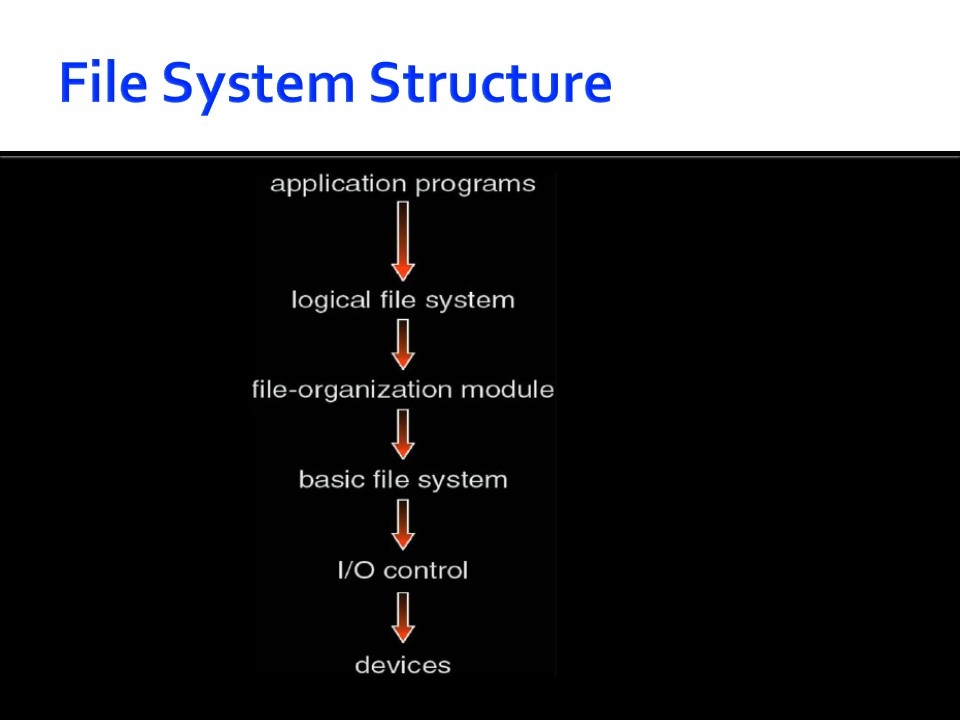 File System Structure
application programs
logical file system
file-organization module
basic file system
I/O control
devices